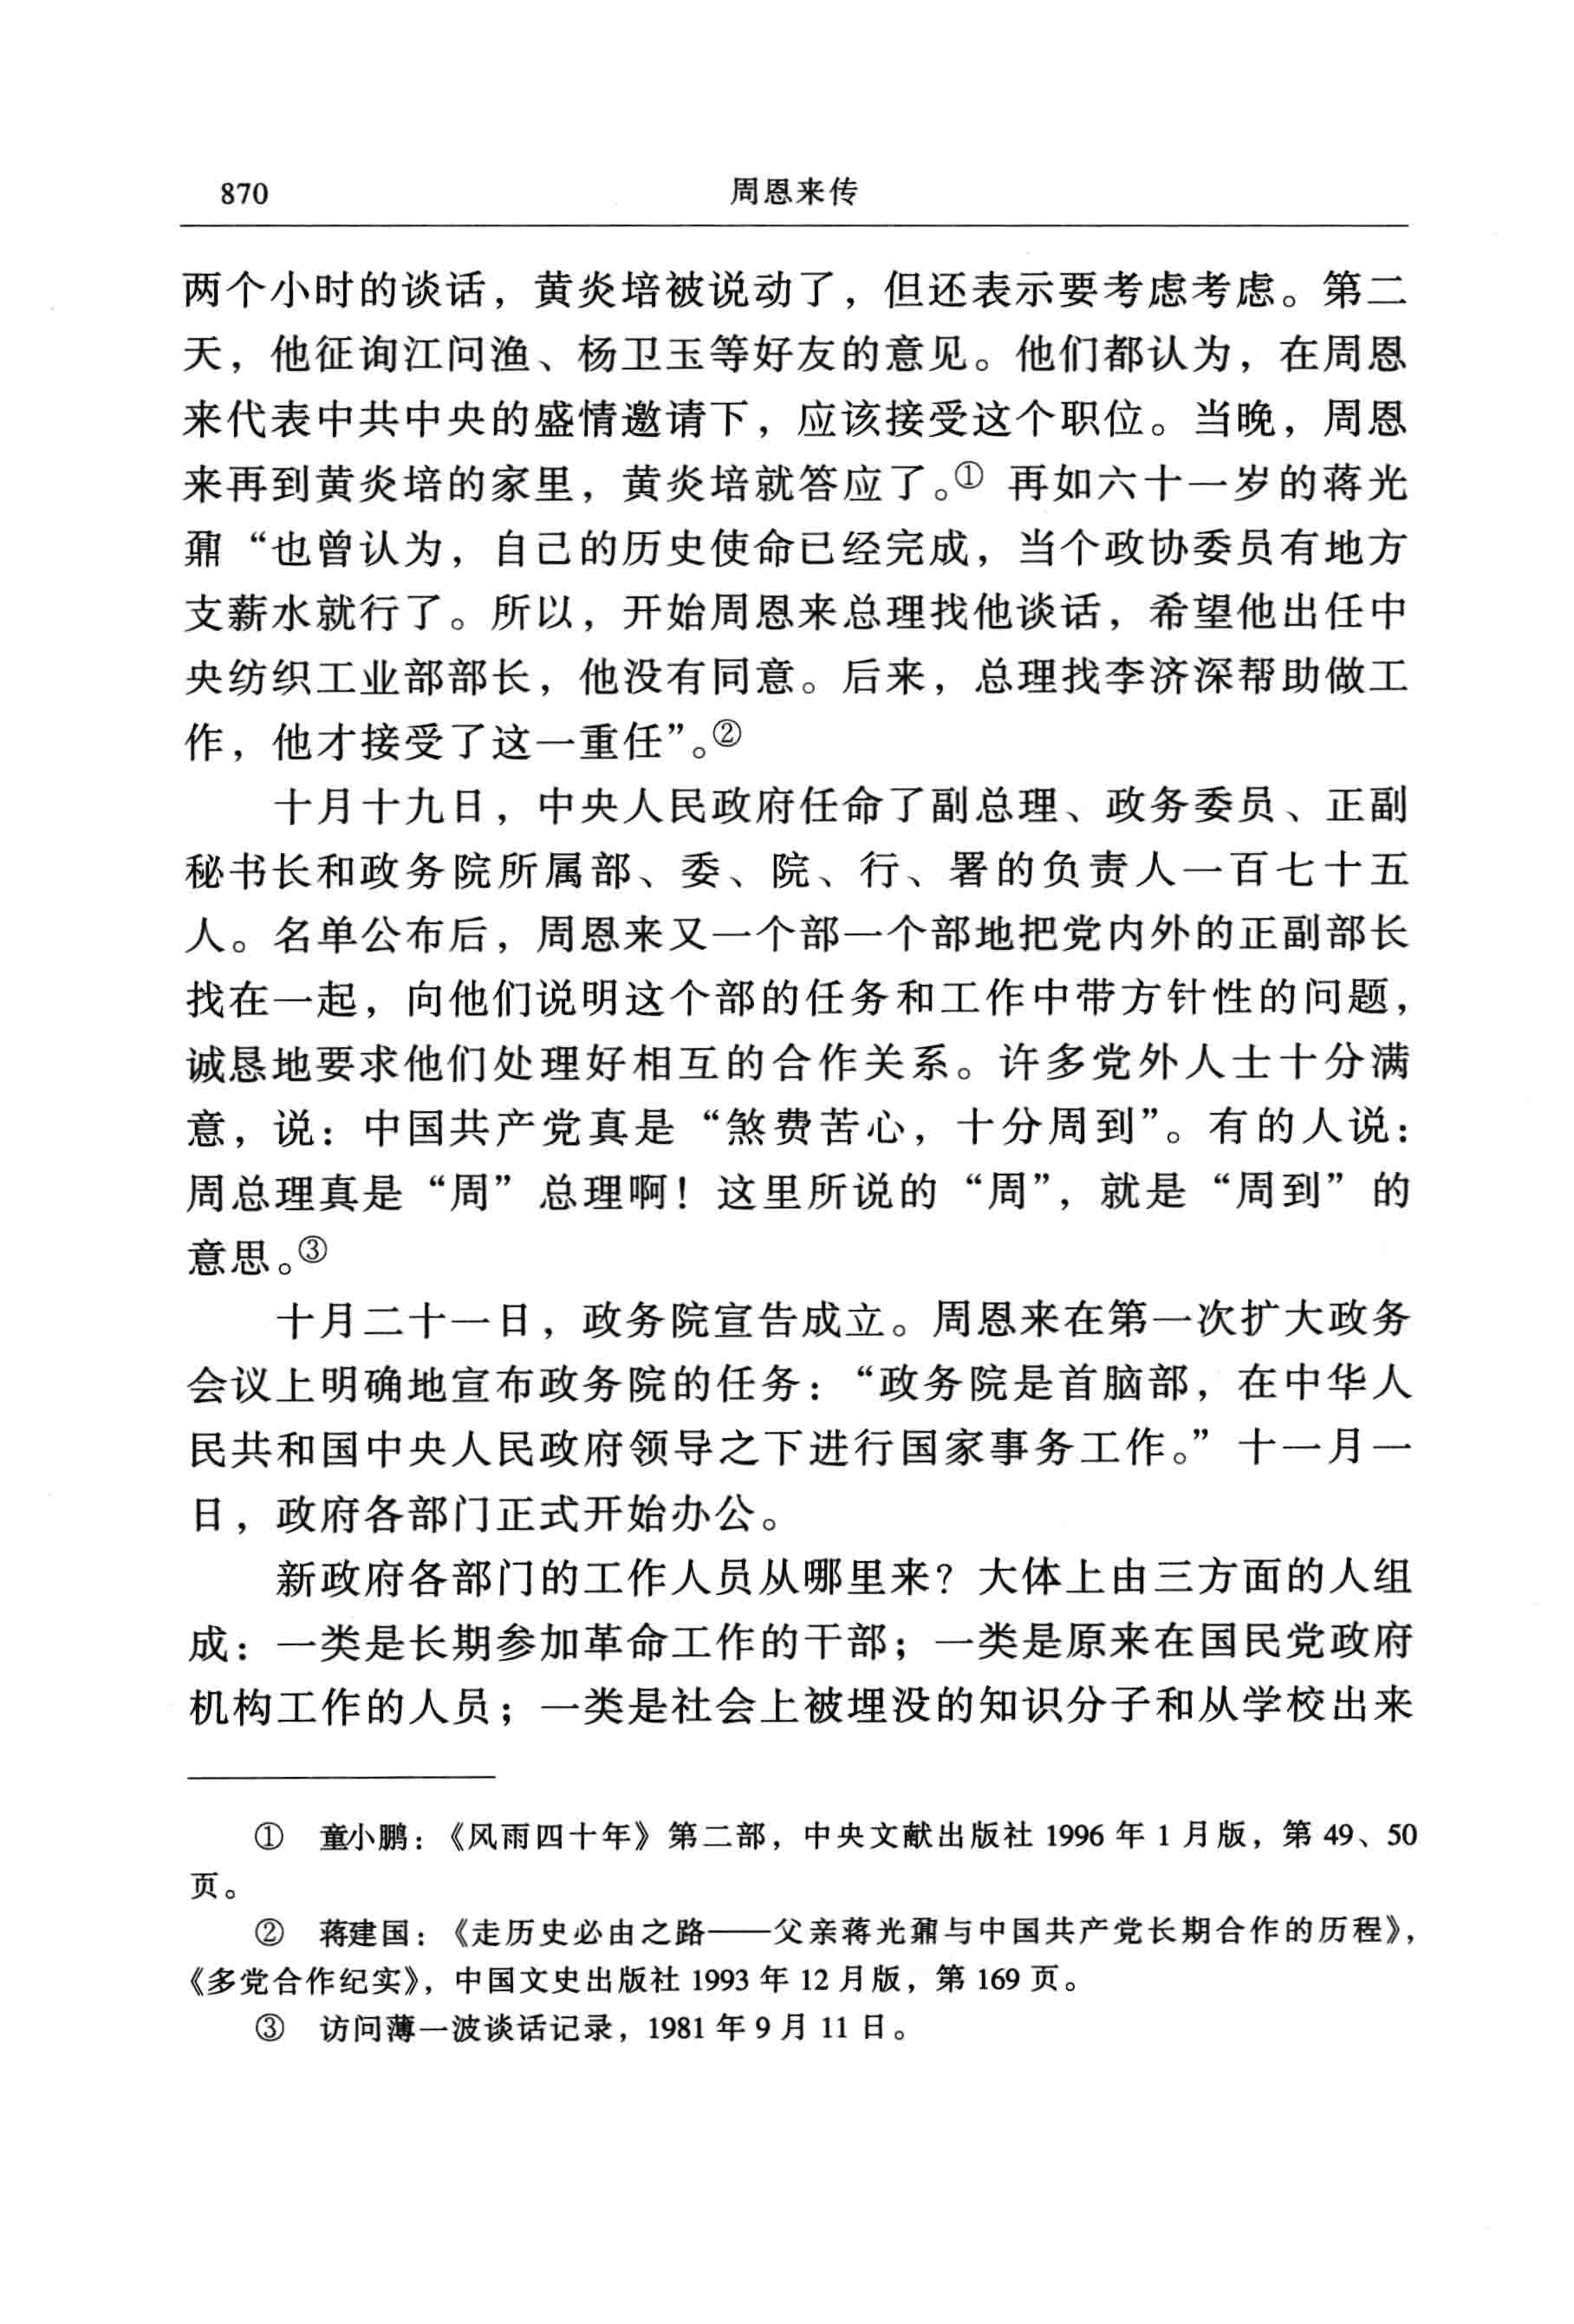 870
周恩来传
两个小时的谈话，黄炎培被说动了，但还表示要考虑考虑。第二
天，他征询江问渔、杨卫玉等好友的意见。他们都认为，在周恩
来代表中共中央的盛情邀请下，应该接受这个职位。当晚，周恩
来再到黄炎培的家里，黄炎培就答应了。① 再如六十一岁的蒋光
鼐“也曾认为，自己的历史使命已经完成，当个政协委员有地方
支薪水就行了。所以，开始周恩来总理找他谈话，希望他出任中
央纺织工业部部长，他没有同意。后来，总理找李济深帮助做工
作，他才接受了这一重任”。②
十月十九日，中央人民政府任命了副总理、政务委员、正副
秘书长和政务院所属部、委、院、行、署的负责人一百七十五
人。名单公布后，周恩来又一个部一个部地把党内外的正副部长
找在一起，向他们说明这个部的任务和工作中带方针性的问题，
诚恳地要求他们处理好相互的合作关系。许多党外人士十分满
意，说：中国共产党真是“煞费苦心，十分周到”。有的人说：
周总理真是“周”总理啊！这里所说的“周”，就是“周到”的
意思。③
十月二十一日，政务院宣告成立。周恩来在第一次扩大政务
会议上明确地宣布政务院的任务：“政务院是首脑部，在中华人
民共和国中央人民政府领导之下进行国家事务工作。”十一月一
日，政府各部门正式开始办公。
新政府各部门的工作人员从哪里来？大体上由三方面的人组
成：一类是长期参加革命工作的干部；一类是原来在国民党政府
机构工作的人员；一类是社会上被埋没的知识分子和从学校出来
① 童小鹏：《风雨四十年》第二部，中央文献出版社 1996 年 1 月版，第 49、50
页。
② 蒋建国：《走历史必由之路——父亲蒋光鼐与中国共产党长期合作的历程》，
《多党合作纪实》，中国文史出版社 1993 年 12 月版，第 169 页。
③ 访问薄一波谈话记录，1981 年 9 月 11 日。